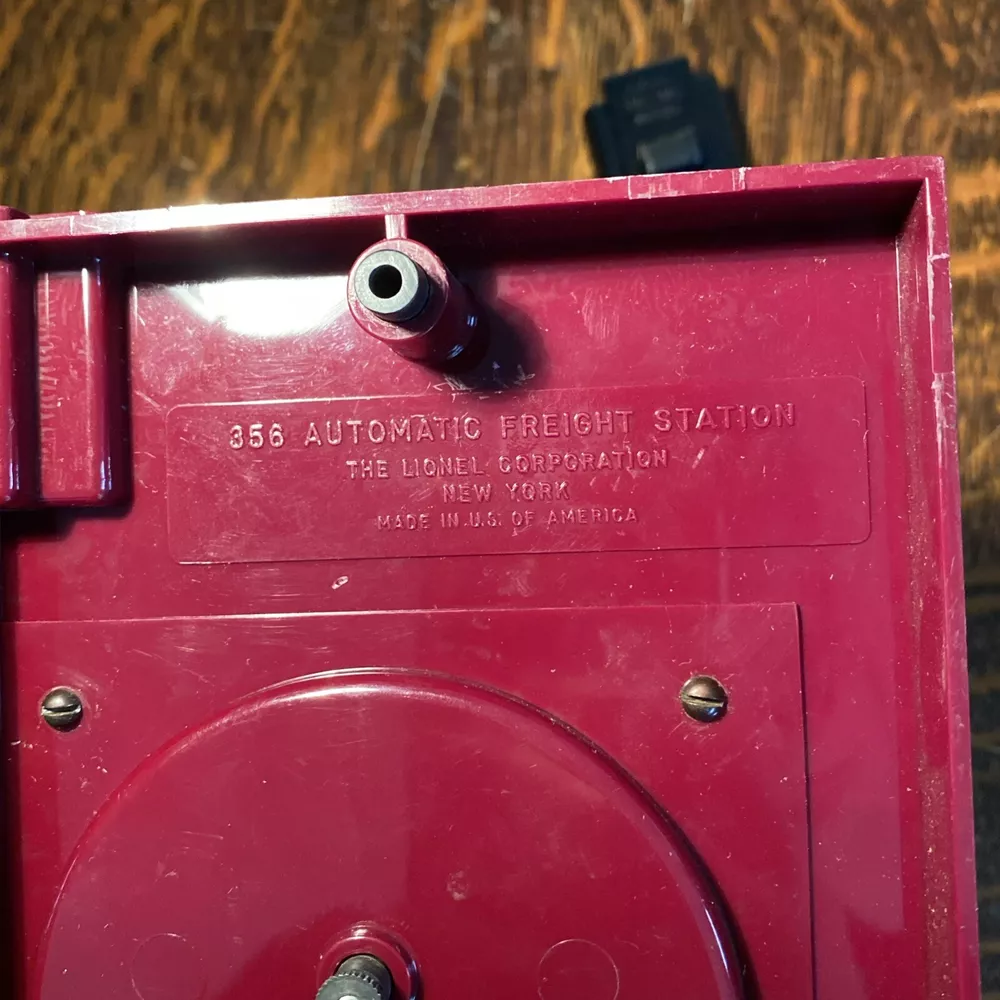 356 AUTOMATIC FREIGHT STATION
THE LIONEL CORPORATION
NEW YORK
MADE IN U.S. OF AMERICA